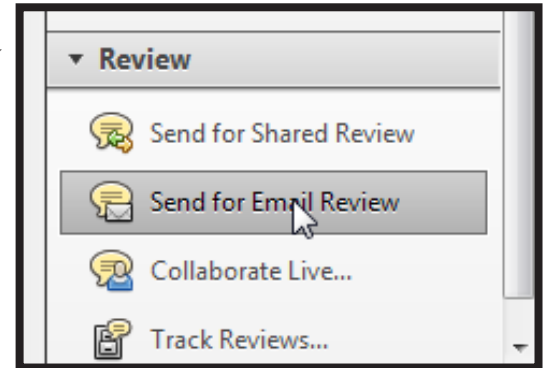 Review
Send for Shared Review
Send for Email Review
Collaborate Live...
Track Reviews...